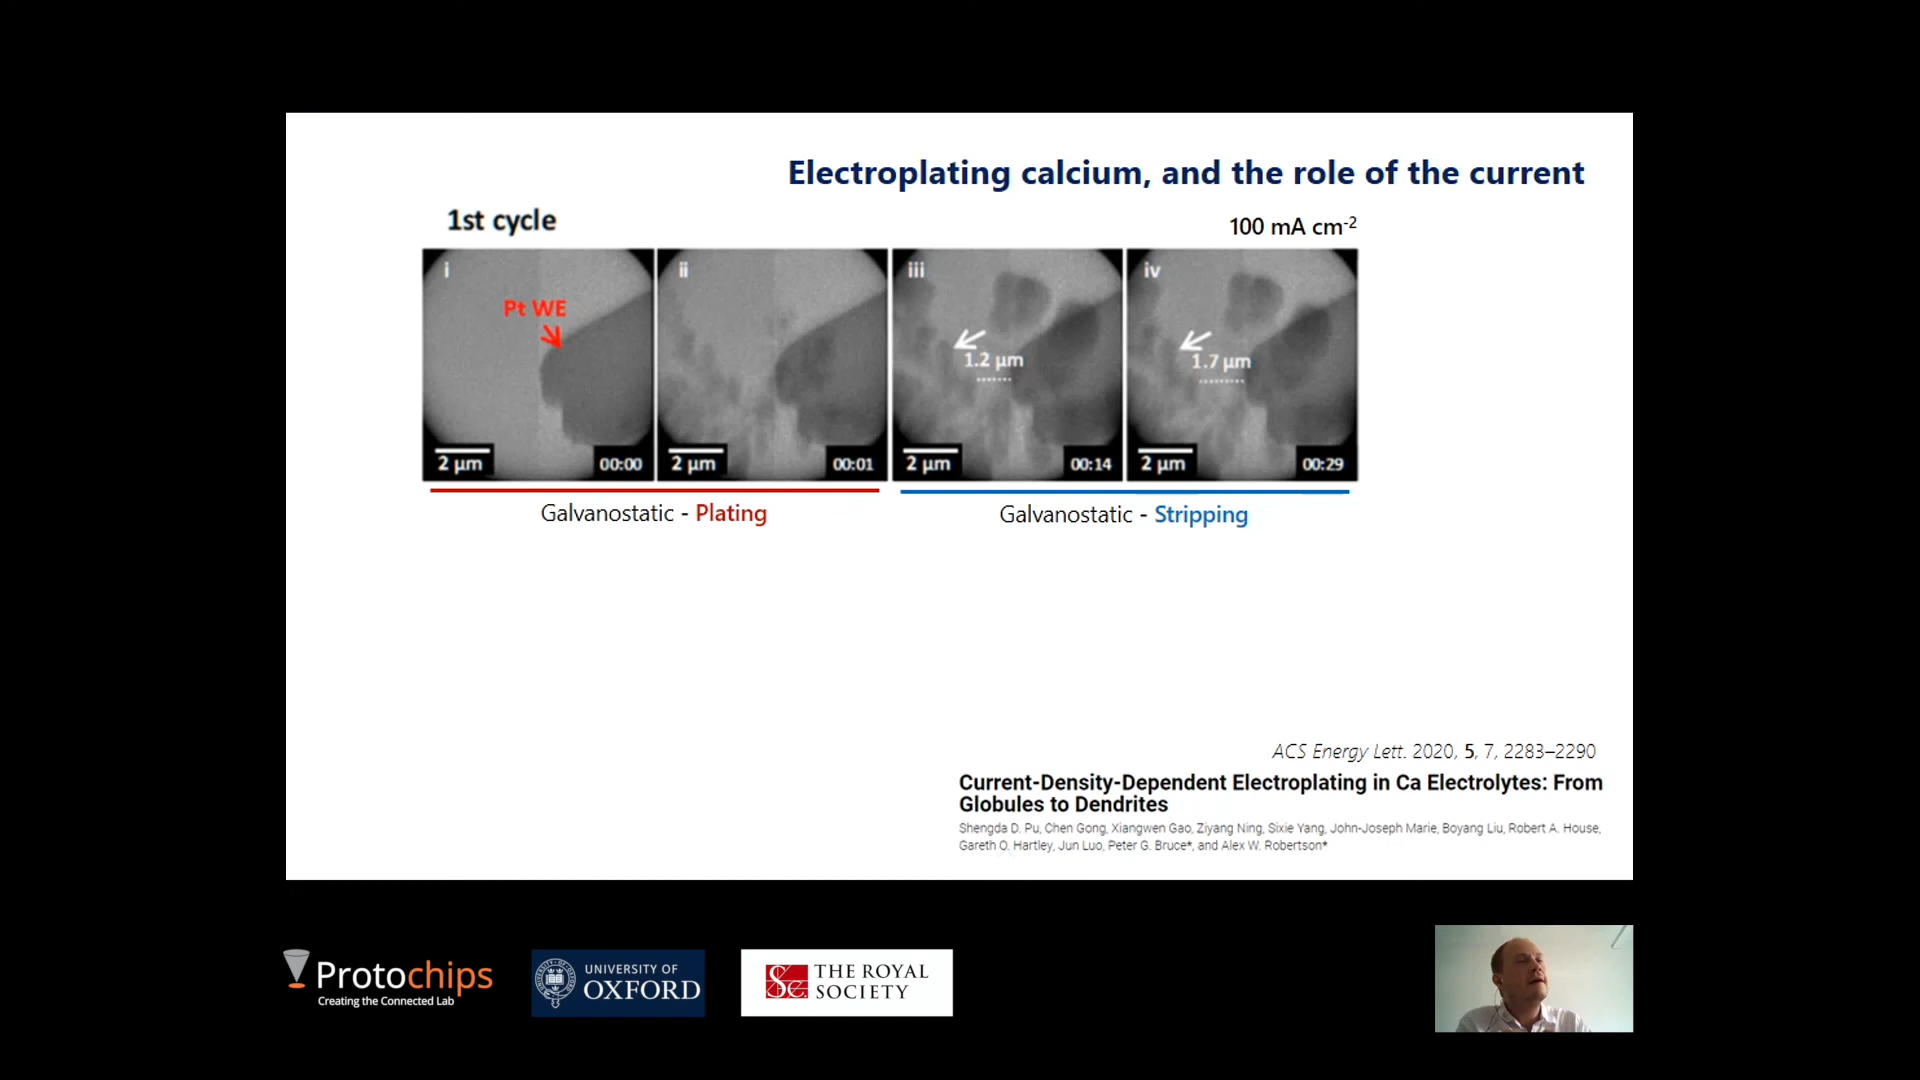 Electroplating calcium, and the role of the current
1st cycle
100 mA cm-2
i
Pt WE
2 µm
00:00
ii
2 µm
00:01
iii
1.2 µm
2 µm
00:14
iv
1.7 µm
2 µm
00:29
Galvanostatic - Plating
Galvanostatic - Stripping
ACS Energy Lett. 2020, 5, 7, 2283–2290
Current-Density-Dependent Electroplating in Ca Electrolytes: From
Globules to Dendrites
Shengda D. Pu, Chen Gong, Xiangwen Gao, Ziyang Ning, Sixie Yang, John-Joseph Marie, Boyang Liu, Robert A. House,
Gareth O. Hartley, Jun Luo, Peter G. Bruce*, and Alex W. Robertson*
Protochips
Creating the Connected Lab
UNIVERSITY OF
OXFORD
THE ROYAL
SOCIETY